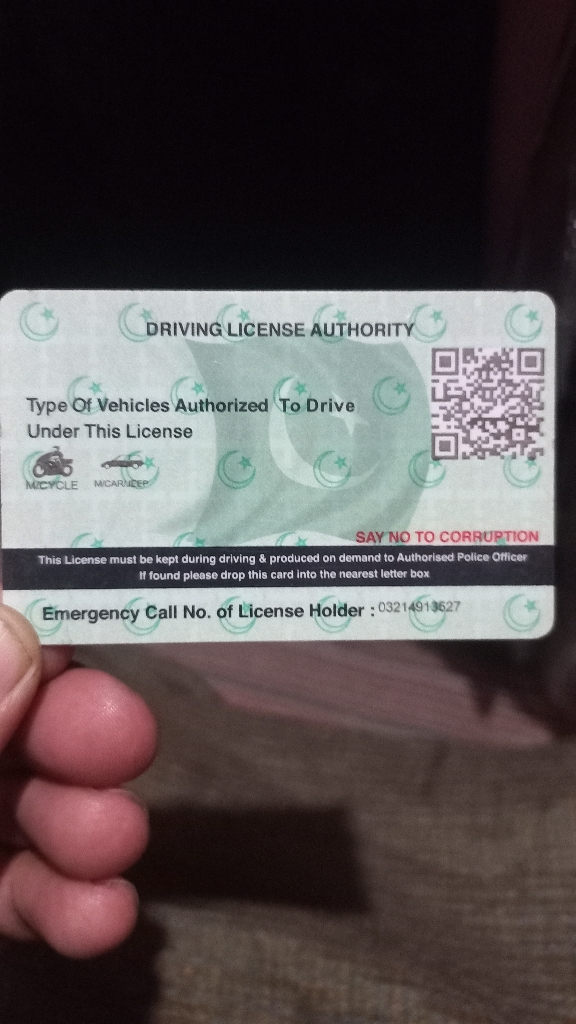 DRIVING LICENSE AUTHORITY
Type Of Vehicles Authorized To Drive
Under This License
M/CYCLE M/CAR/JEEP
SAY NO TO CORRUPTION
This License must be kept during driving & produced on demand to Authorised Police Officer
If found please drop this card into the nearest letter box
Emergency Call No. of License Holder : 03214913627